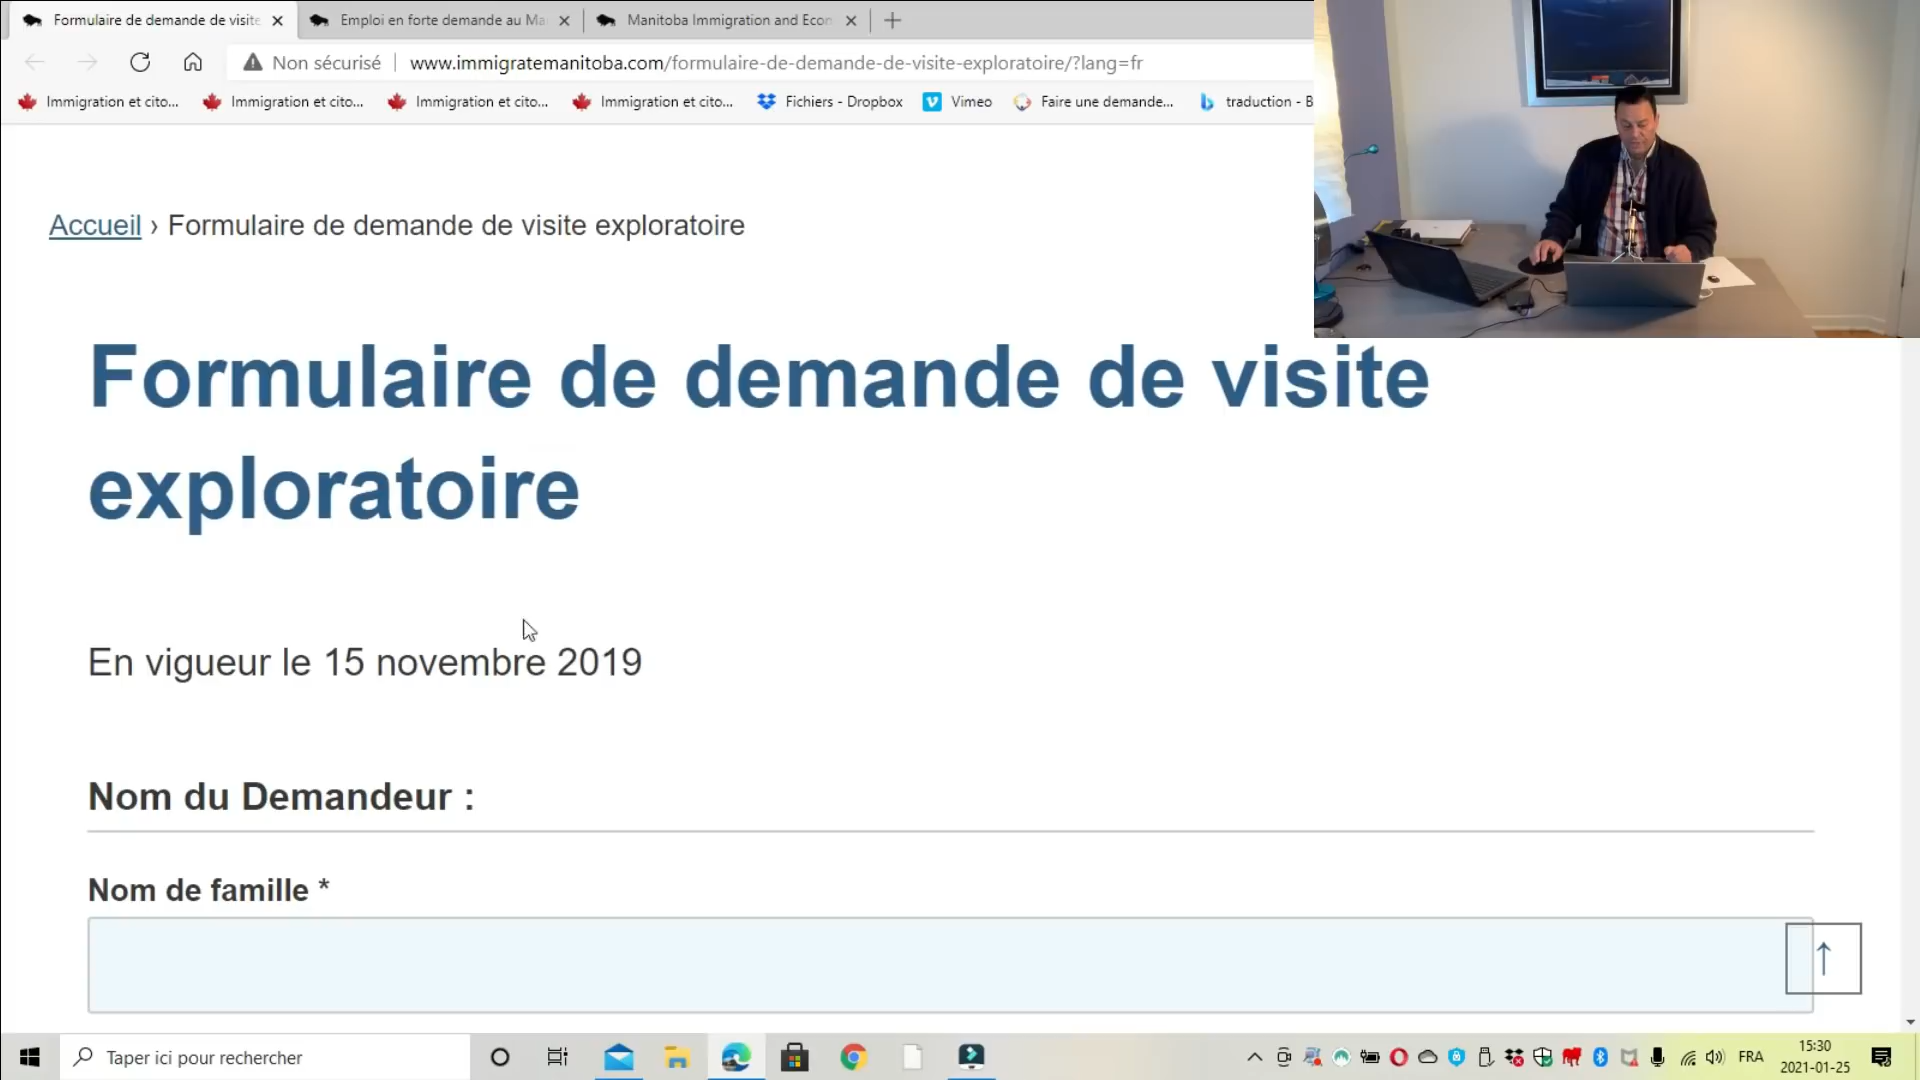 Formulaire de demande de visite
Emploi en forte demande au Ma
Manitoba Immigration and Econ
Non sécurisé
www.immigratemanitoba.com/formulaire-de-demande-de-visite-exploratoire/?lang=fr
Immigration et cito...
Immigration et cito...
Immigration et cito...
Immigration et cito...
Fichiers - Dropbox
Vimeo
Faire une demande...
traduction - B
Accueil › Formulaire de demande de visite exploratoire
Formulaire de demande de visite
exploratoire
En vigueur le 15 novembre 2019
Nom du Demandeur :
Nom de famille *
Taper ici pour rechercher
FRA
15:30
2021-01-25